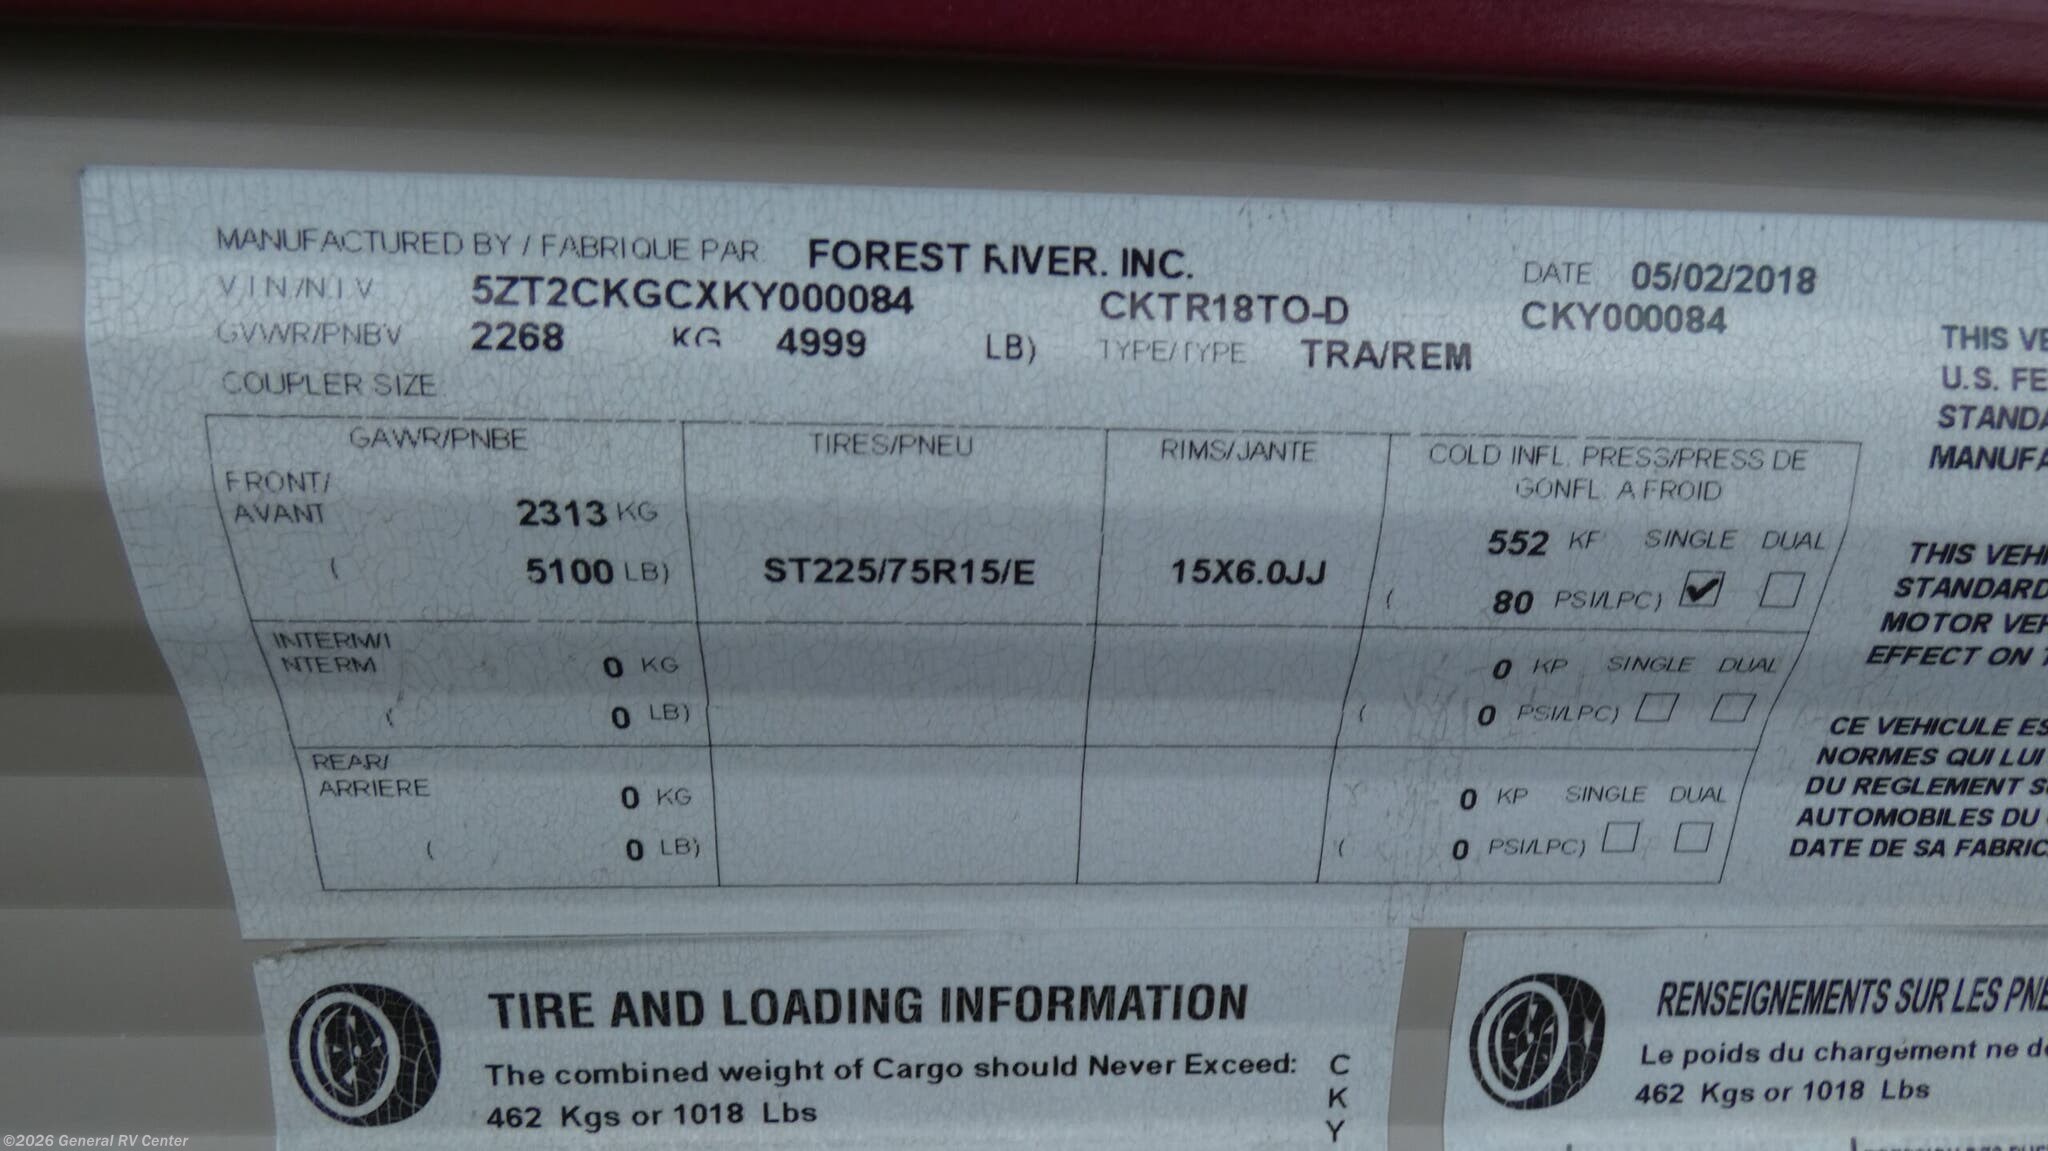 MANUFACTURED BY / FABRIQUE PAR FOREST RIVER, INC. DATE 05/02/2018
V.I.N./N.I.V. 5ZT2CKGCXKY000084 CKTR18TO-D CKY000084
GVWR/PNBV 2268 KG 4999 LB) TYPE/TYPE TRA/REM
COUPLER SIZE
GAWR/PNBE TIRES/PNEU RIMS/JANTE COLD INFL. PRESS/PRESS DE
GONFL. A FROID
FRONT/
AVANT 2313 KG 552 KP SINGLE DUAL
( 5100 LB) ST225/75R15/E 15X6.0JJ ( 80 PSI/LPC) ✔
INTERM/I
NTERM 0 KG 0 KP SINGLE DUAL
( 0 LB) ( 0 PSI/LPC)
REAR/
ARRIERE 0 KG 0 KP SINGLE DUAL
( 0 LB) ( 0 PSI/LPC)
THIS VE
U.S. FE
STANDA
MANUFA
THIS VEHI
STANDARD
MOTOR VEH
EFFECT ON T
CE VEHICULE ES
NORMES QUI LUI
DU REGLEMENT SU
AUTOMOBILES DU
DATE DE SA FABRIC
TIRE AND LOADING INFORMATION
The combined weight of Cargo should Never Exceed:
462 Kgs or 1018 Lbs
C
K
Y
RENSEIGNEMENTS SUR LES PNE
Le poids du chargement ne d
462 Kgs or 1018 Lbs
©2026 General RV Center